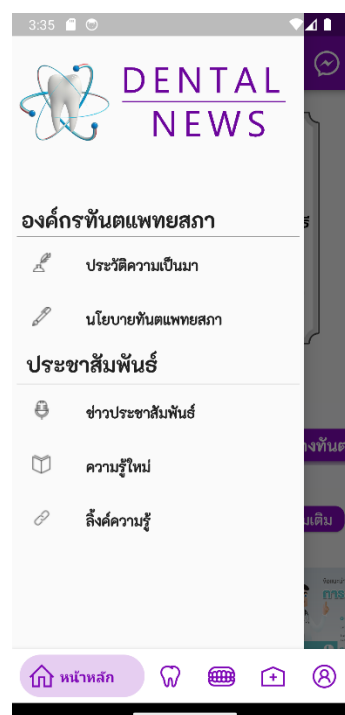 3:35
DENTAL
NEWS
องค์กรทันตแพทยสภา
ประวัติความเป็นมา
นโยบายทันตแพทยสภา
ประชาสัมพันธ์
ข่าวประชาสัมพันธ์
ความรู้ใหม่
ลิ้งค์ความรู้
หน้าหลัก